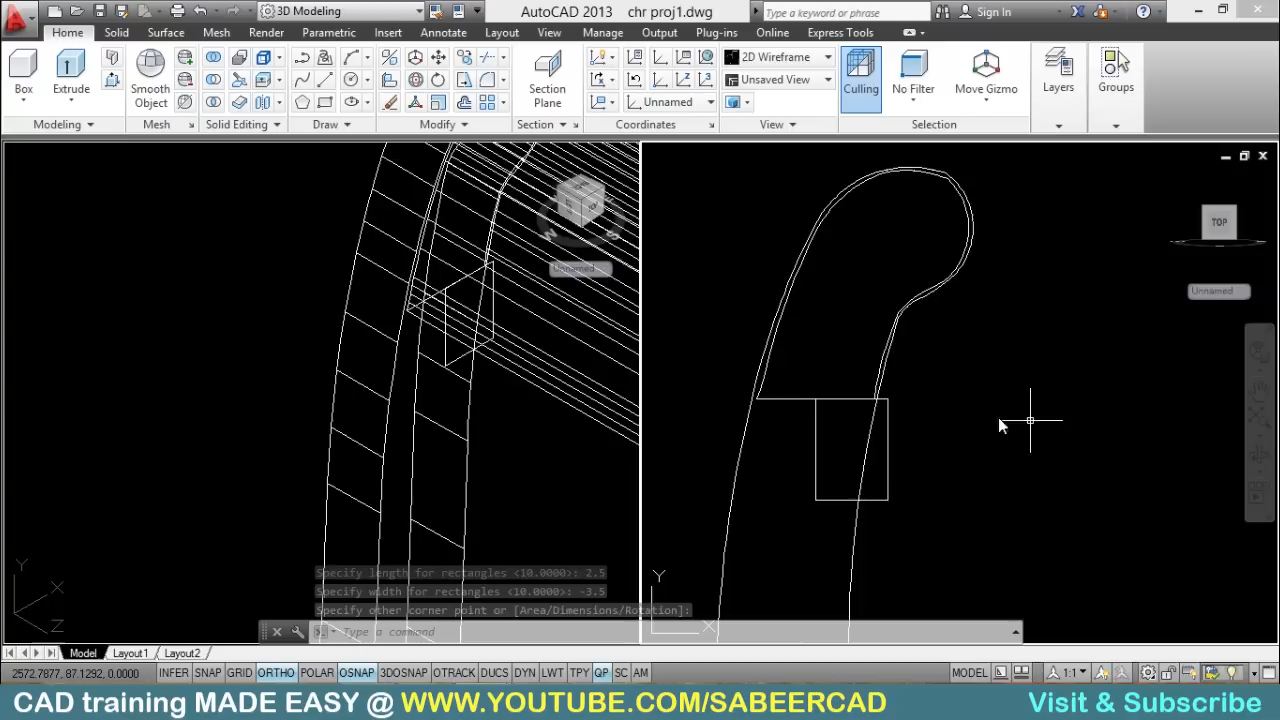 3D Modeling
AutoCAD 2013 chr proj1.dwg
Type a keyword or phrase
Sign In
Home Solid Surface Mesh Render Parametric Insert Annotate Layout View Manage Output Plug-ins Online Express Tools
Box
Extrude
Smooth
Object
Section
Plane
Unnamed
2D Wireframe
Unsaved View
Culling
No Filter
Move Gizmo
Layers
Groups
Modeling
Mesh
Solid Editing
Draw
Modify
Section
Coordinates
View
Selection
W
S
Unnamed
TOP
Unnamed
Y
X
Z
Y
X
Specify length for rectangles <10.0000>: 2.5
Specify width for rectangles <10.0000>: -3.5
Specify other corner point or [Area/Dimensions/Rotation]:
Type a command
Model Layout1 Layout2
2572.7877, 87.1292, 0.0000
INFER SNAP GRID ORTHO POLAR OSNAP 3DOSNAP OTRACK DUCS DYN LWT TPY QP SC AM
MODEL
1:1
CAD training MADE EASY @ WWW.YOUTUBE.COM/SABEERCAD
Visit & Subscribe